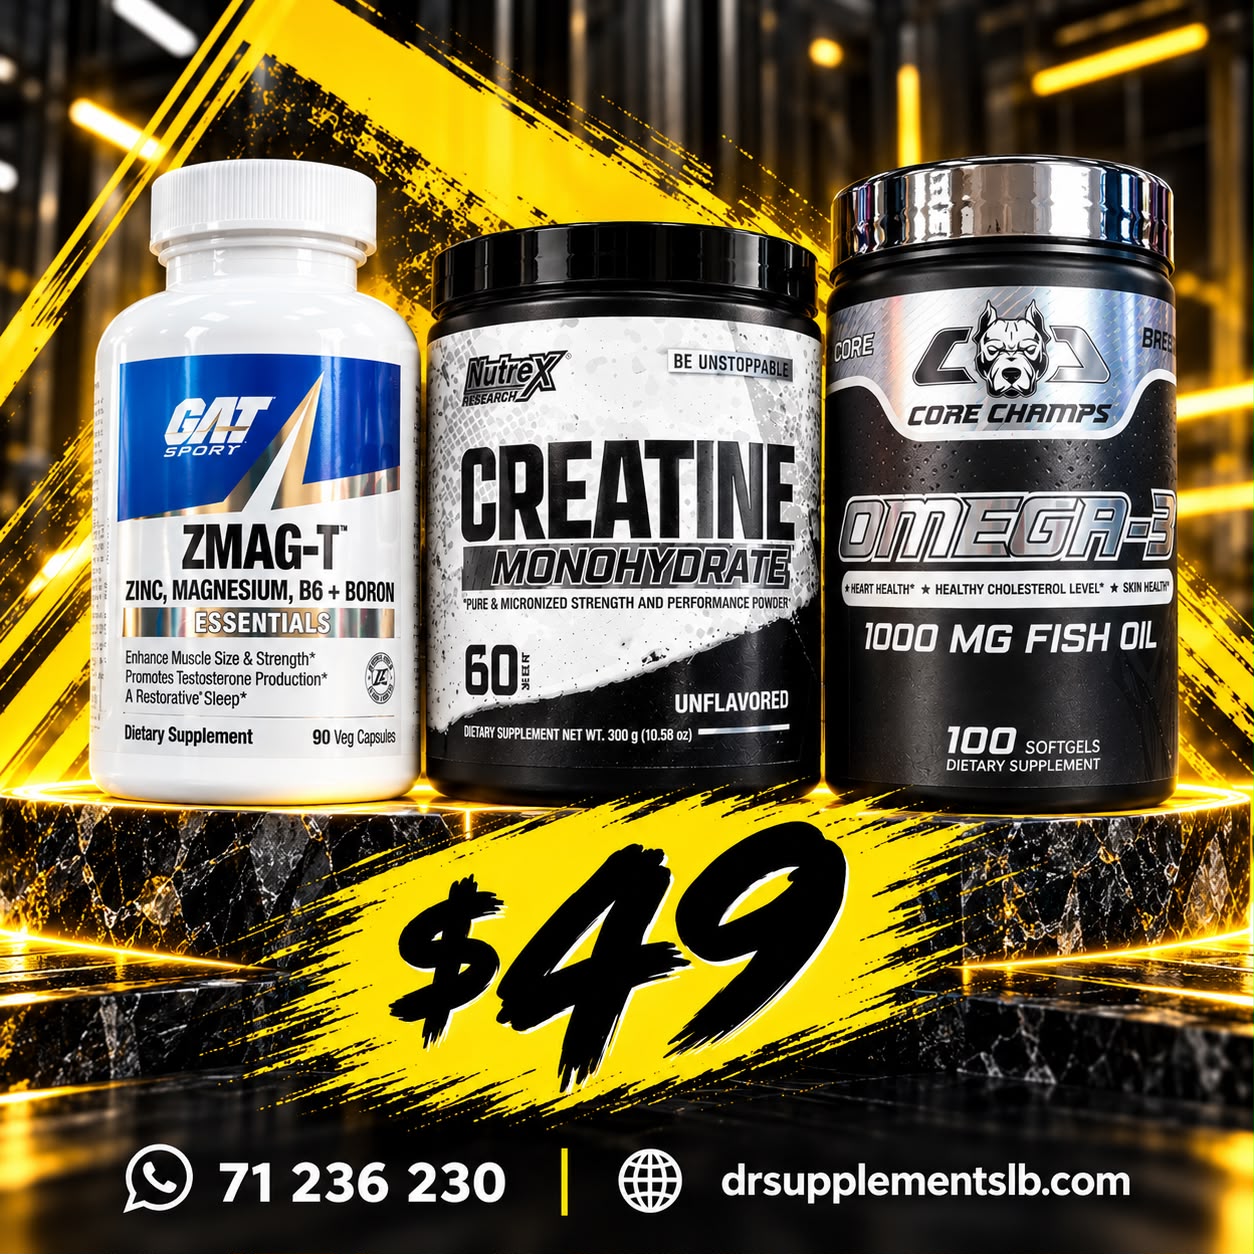 GAT
SPORT
ZMAG-T™
ZINC, MAGNESIUM, B6 + BORON
ESSENTIALS
Enhance Muscle Size & Strength*
Promotes Testosterone Production*
A Restorative*Sleep*
Dietary Supplement
90 Veg Capsules
NutreX®
RESEARCH
BE UNSTOPPABLE
CREATINE
MONOHYDRATE
*PURE & MICRONIZED STRENGTH AND PERFORMANCE POWDER*
60
UNFLAVORED
DIETARY SUPPLEMENT NET WT. 300 g (10.58 oz)
CORE
CORE CHAMPS
OMEGA-3
★ HEART HEALTH* ★ HEALTHY CHOLESTEROL LEVEL* ★ SKIN HEALTH*
1000 MG FISH OIL
100 SOFTGELS
DIETARY SUPPLEMENT
$49
71 236 230
drsupplementslb.com